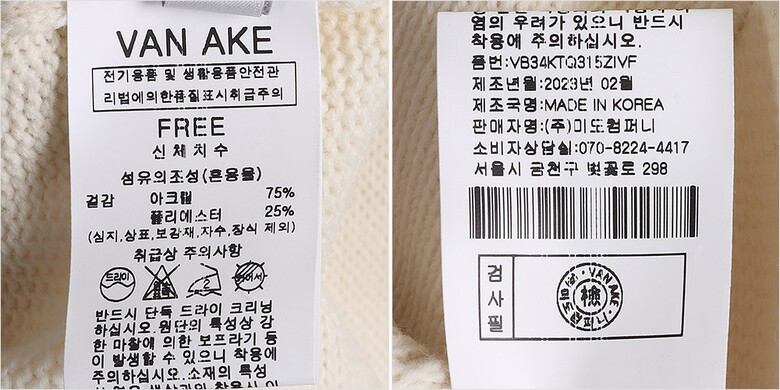 VAN AKE
전기용품 및 생활용품안전관
리법에의한품질표시취급주의
FREE
신체치수
섬유의조성(혼용율)
겉감 아크릴 75%
폴리에스터 25%
(심지,상표,보강재,자수,장식 제외)
취급상 주의사항
드라이
반드시 단독 드라이 크리닝
하십시오.원단의 특성상 강
한 마찰에 의한 보프라기 등
이 발생할 수 있으니 착용에
주의하십시오.소재의 특성
염의 우려가 있으니 반드시
착용에 주의하십시오.
품번:VB34KTQ315ZIVF
제조년월:2023년 02월
제조국명:MADE IN KOREA
판매자명:(주)미도컴퍼니
소비자상담실:070-8224-4417
서울시 금천구 벚꽃로 298
검사필
VAN AKE
檢